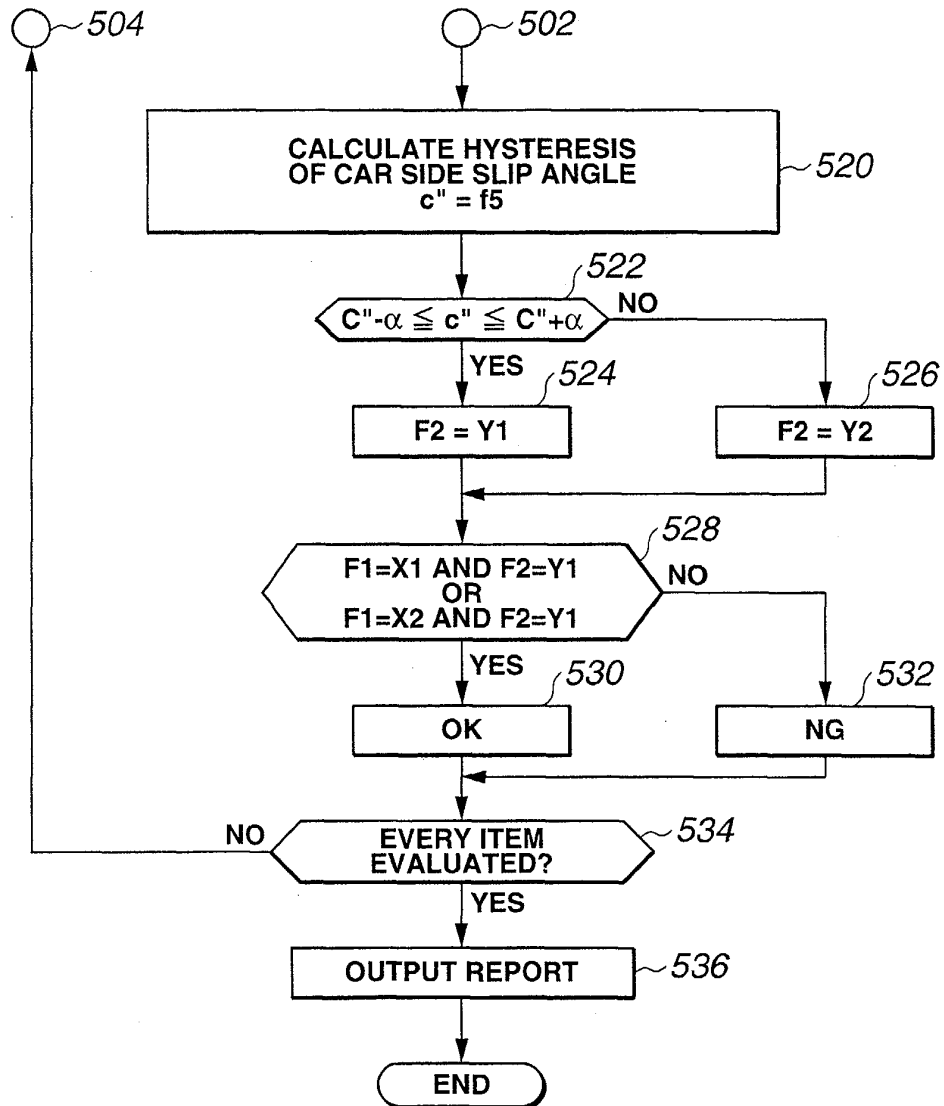 504
502
CALCULATE HYSTERESIS
OF CAR SIDE SLIP ANGLE
c" = f5
520
522
C"-α ≦ c" ≦ C"+α
NO
YES
524
526
F2 = Y1
F2 = Y2
528
F1=X1 AND F2=Y1
OR
F1=X2 AND F2=Y1
NO
YES
530
532
OK
NG
NO
EVERY ITEM
EVALUATED?
534
YES
OUTPUT REPORT
536
END